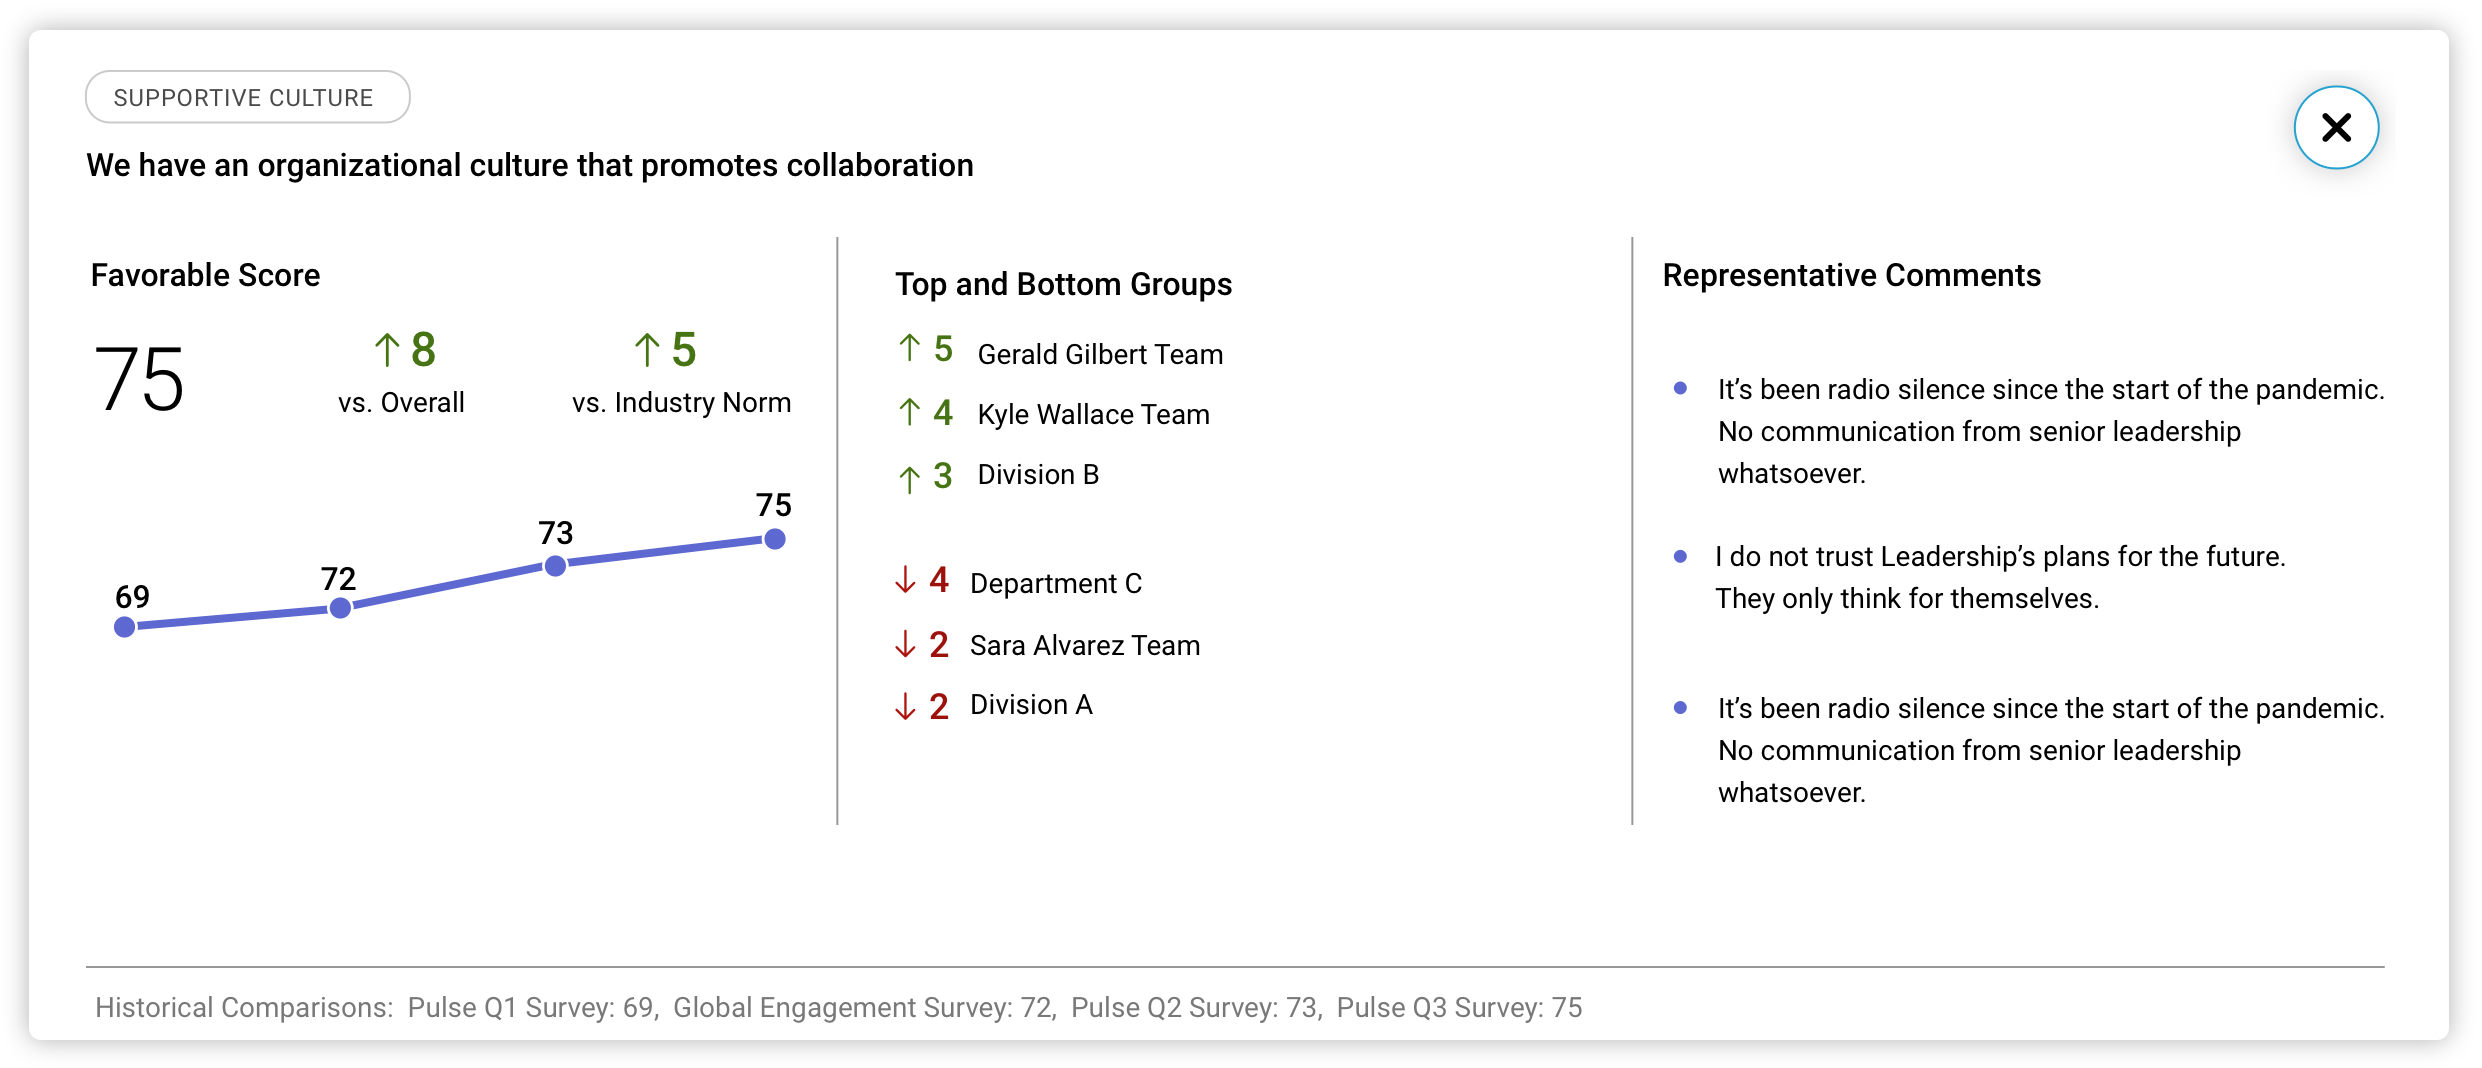 SUPPORTIVE CULTURE
We have an organizational culture that promotes collaboration
Favorable Score
75
↑ 8
vs. Overall
↑ 5
vs. Industry Norm
69
72
73
75
Top and Bottom Groups
↑ 5 Gerald Gilbert Team
↑ 4 Kyle Wallace Team
↑ 3 Division B
↓ 4 Department C
↓ 2 Sara Alvarez Team
↓ 2 Division A
Representative Comments
It’s been radio silence since the start of the pandemic.
No communication from senior leadership
whatsoever.
I do not trust Leadership’s plans for the future.
They only think for themselves.
It’s been radio silence since the start of the pandemic.
No communication from senior leadership
whatsoever.
Historical Comparisons: Pulse Q1 Survey: 69, Global Engagement Survey: 72, Pulse Q2 Survey: 73, Pulse Q3 Survey: 75